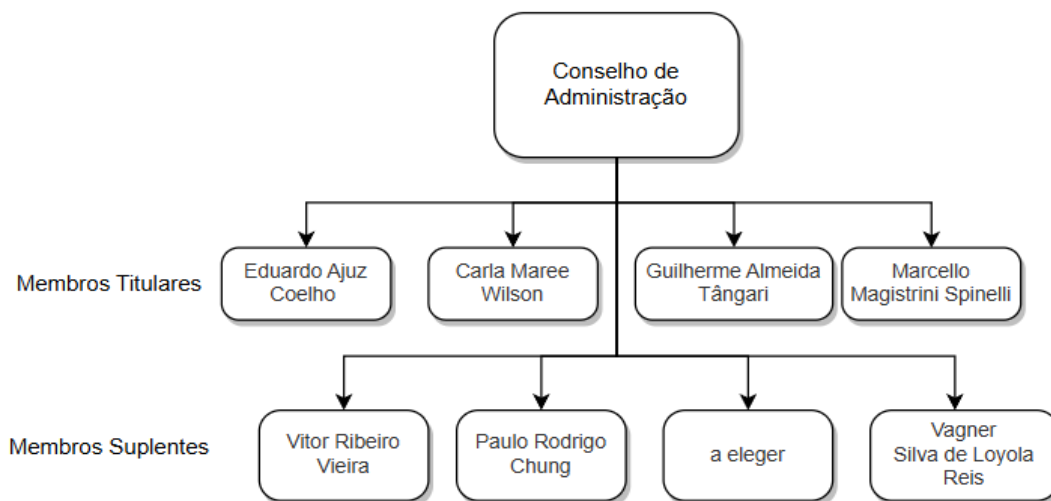 Conselho de
Administração
Membros Titulares
Eduardo Ajuz
Coelho
Carla Maree
Wilson
Guilherme Almeida
Tângari
Marcello
Magistrini Spinelli
Membros Suplentes
Vitor Ribeiro
Vieira
Paulo Rodrigo
Chung
a eleger
Vagner
Silva de Loyola
Reis